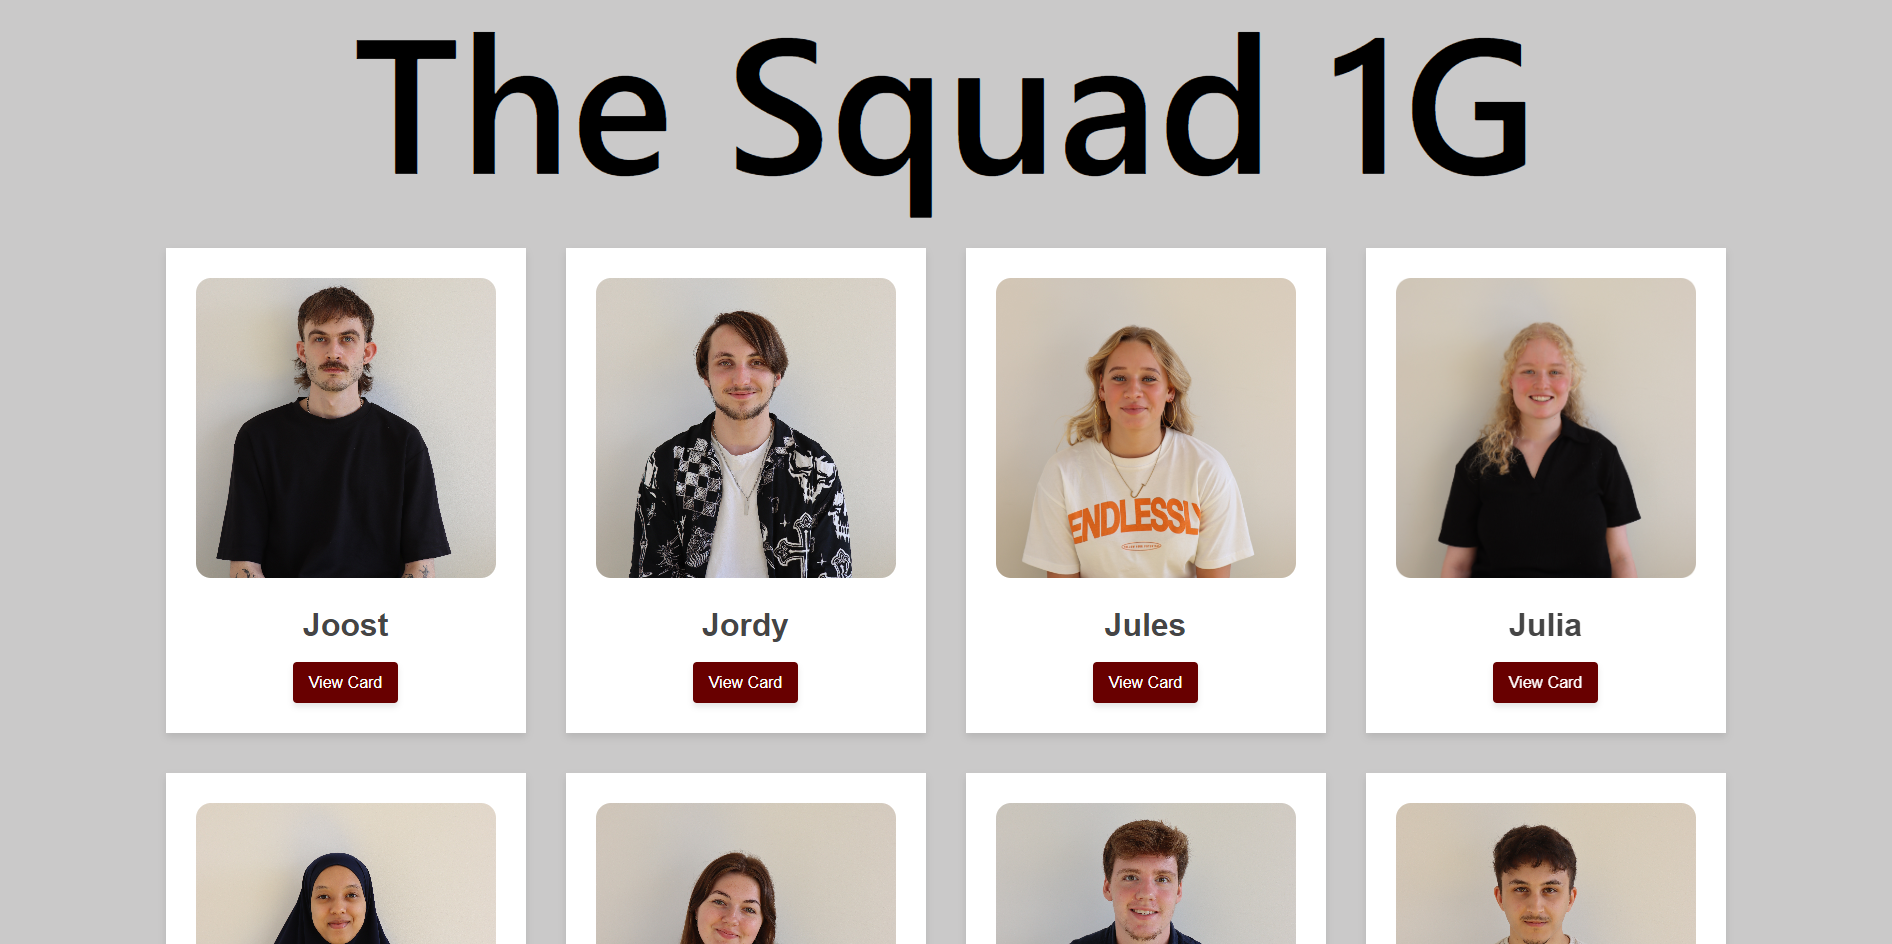 The Squad 1G
ENDLESSLY
Joost
Jordy
Jules
Julia
View Card
View Card
View Card
View Card